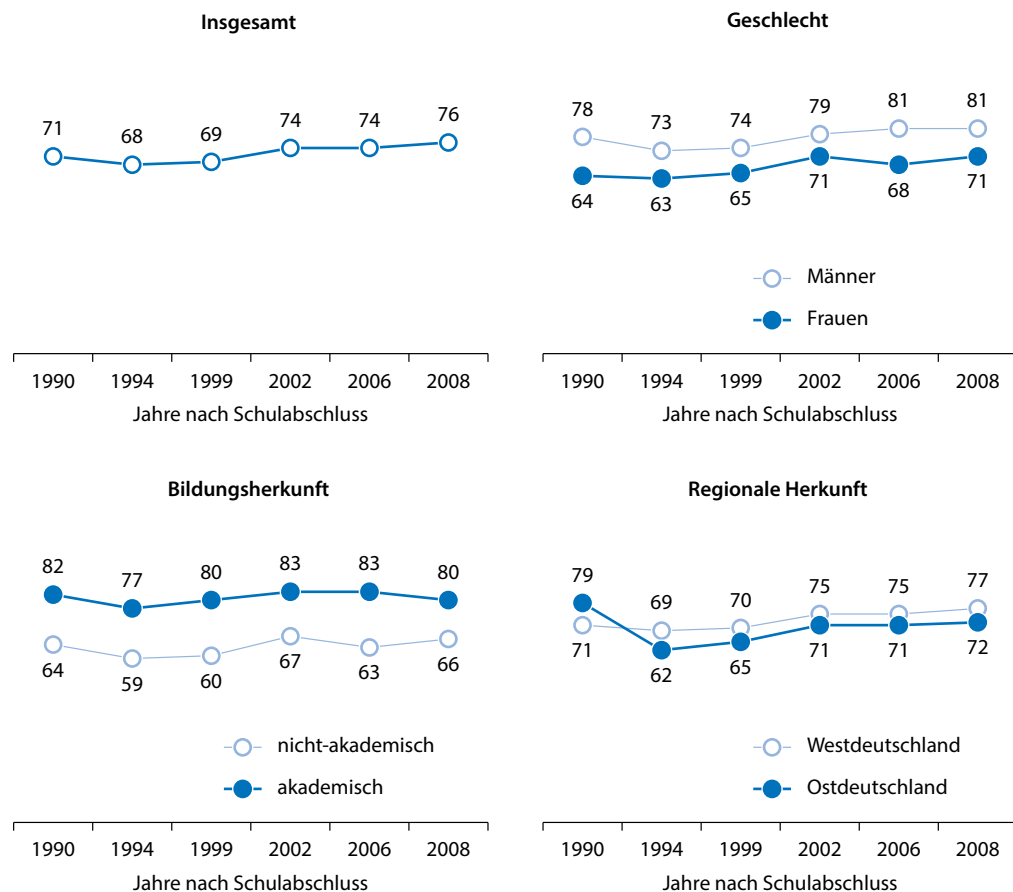 Insgesamt
71 68 69 74 74 76
1990 1994 1999 2002 2006 2008
Jahre nach Schulabschluss
Geschlecht
78 73 74 79 81 81
64 63 65 71 68 71
Männer
Frauen
1990 1994 1999 2002 2006 2008
Jahre nach Schulabschluss
Bildungsherkunft
82 77 80 83 83 80
64 59 60 67 63 66
nicht-akademisch
akademisch
1990 1994 1999 2002 2006 2008
Jahre nach Schulabschluss
Regionale Herkunft
79 69 70 75 75 77
71 62 65 71 71 72
Westdeutschland
Ostdeutschland
1990 1994 1999 2002 2006 2008
Jahre nach Schulabschluss